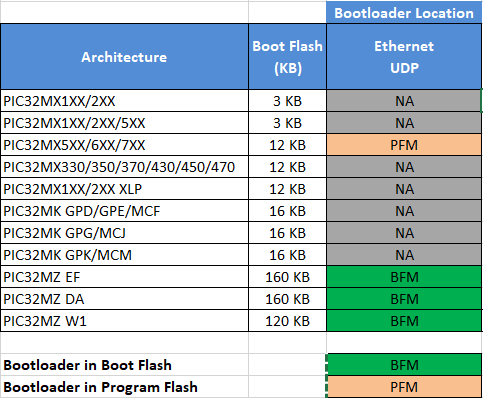 Bootloader Location
Architecture Boot Flash (KB) Ethernet UDP
PIC32MX1XX/2XX 3 KB NA
PIC32MX1XX/2XX/5XX 3 KB NA
PIC32MX5XX/6XX/7XX 12 KB PFM
PIC32MX330/350/370/430/450/470 12 KB NA
PIC32MX1XX/2XX XLP 12 KB NA
PIC32MK GPD/GPE/MCF 16 KB NA
PIC32MK GPG/MCJ 16 KB NA
PIC32MK GPK/MCM 16 KB NA
PIC32MZ EF 160 KB BFM
PIC32MZ DA 160 KB BFM
PIC32MZ W1 120 KB BFM
Bootloader in Boot Flash BFM
Bootloader in Program Flash PFM